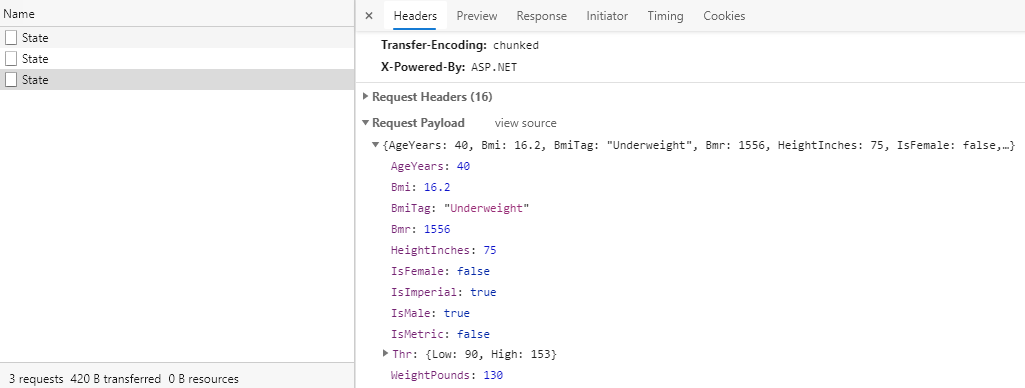 Name
State
State
State
3 requests 420 B transferred 0 B resources
× Headers Preview Response Initiator Timing Cookies
Transfer-Encoding: chunked
X-Powered-By: ASP.NET
Request Headers (16)
Request Payload view source
{AgeYears: 40, Bmi: 16.2, BmiTag: "Underweight", Bmr: 1556, HeightInches: 75, IsFemale: false,…}
AgeYears: 40
Bmi: 16.2
BmiTag: "Underweight"
Bmr: 1556
HeightInches: 75
IsFemale: false
IsImperial: true
IsMale: true
IsMetric: false
Thr: {Low: 90, High: 153}
WeightPounds: 130